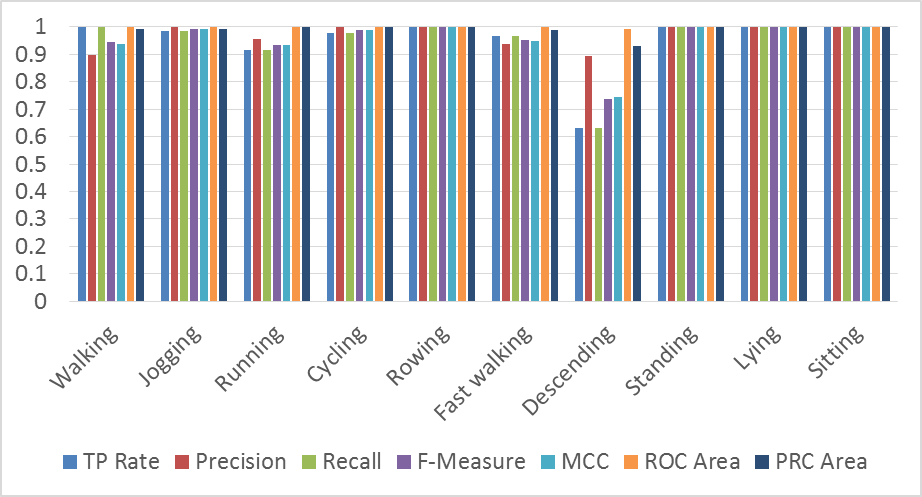 1
0.9
0.8
0.7
0.6
0.5
0.4
0.3
0.2
0.1
0
Walking
Jogging
Running
Cycling
Rowing
Fast walking
Descending
Standing
Lying
Sitting
TP Rate Precision Recall F-Measure MCC ROC Area PRC Area